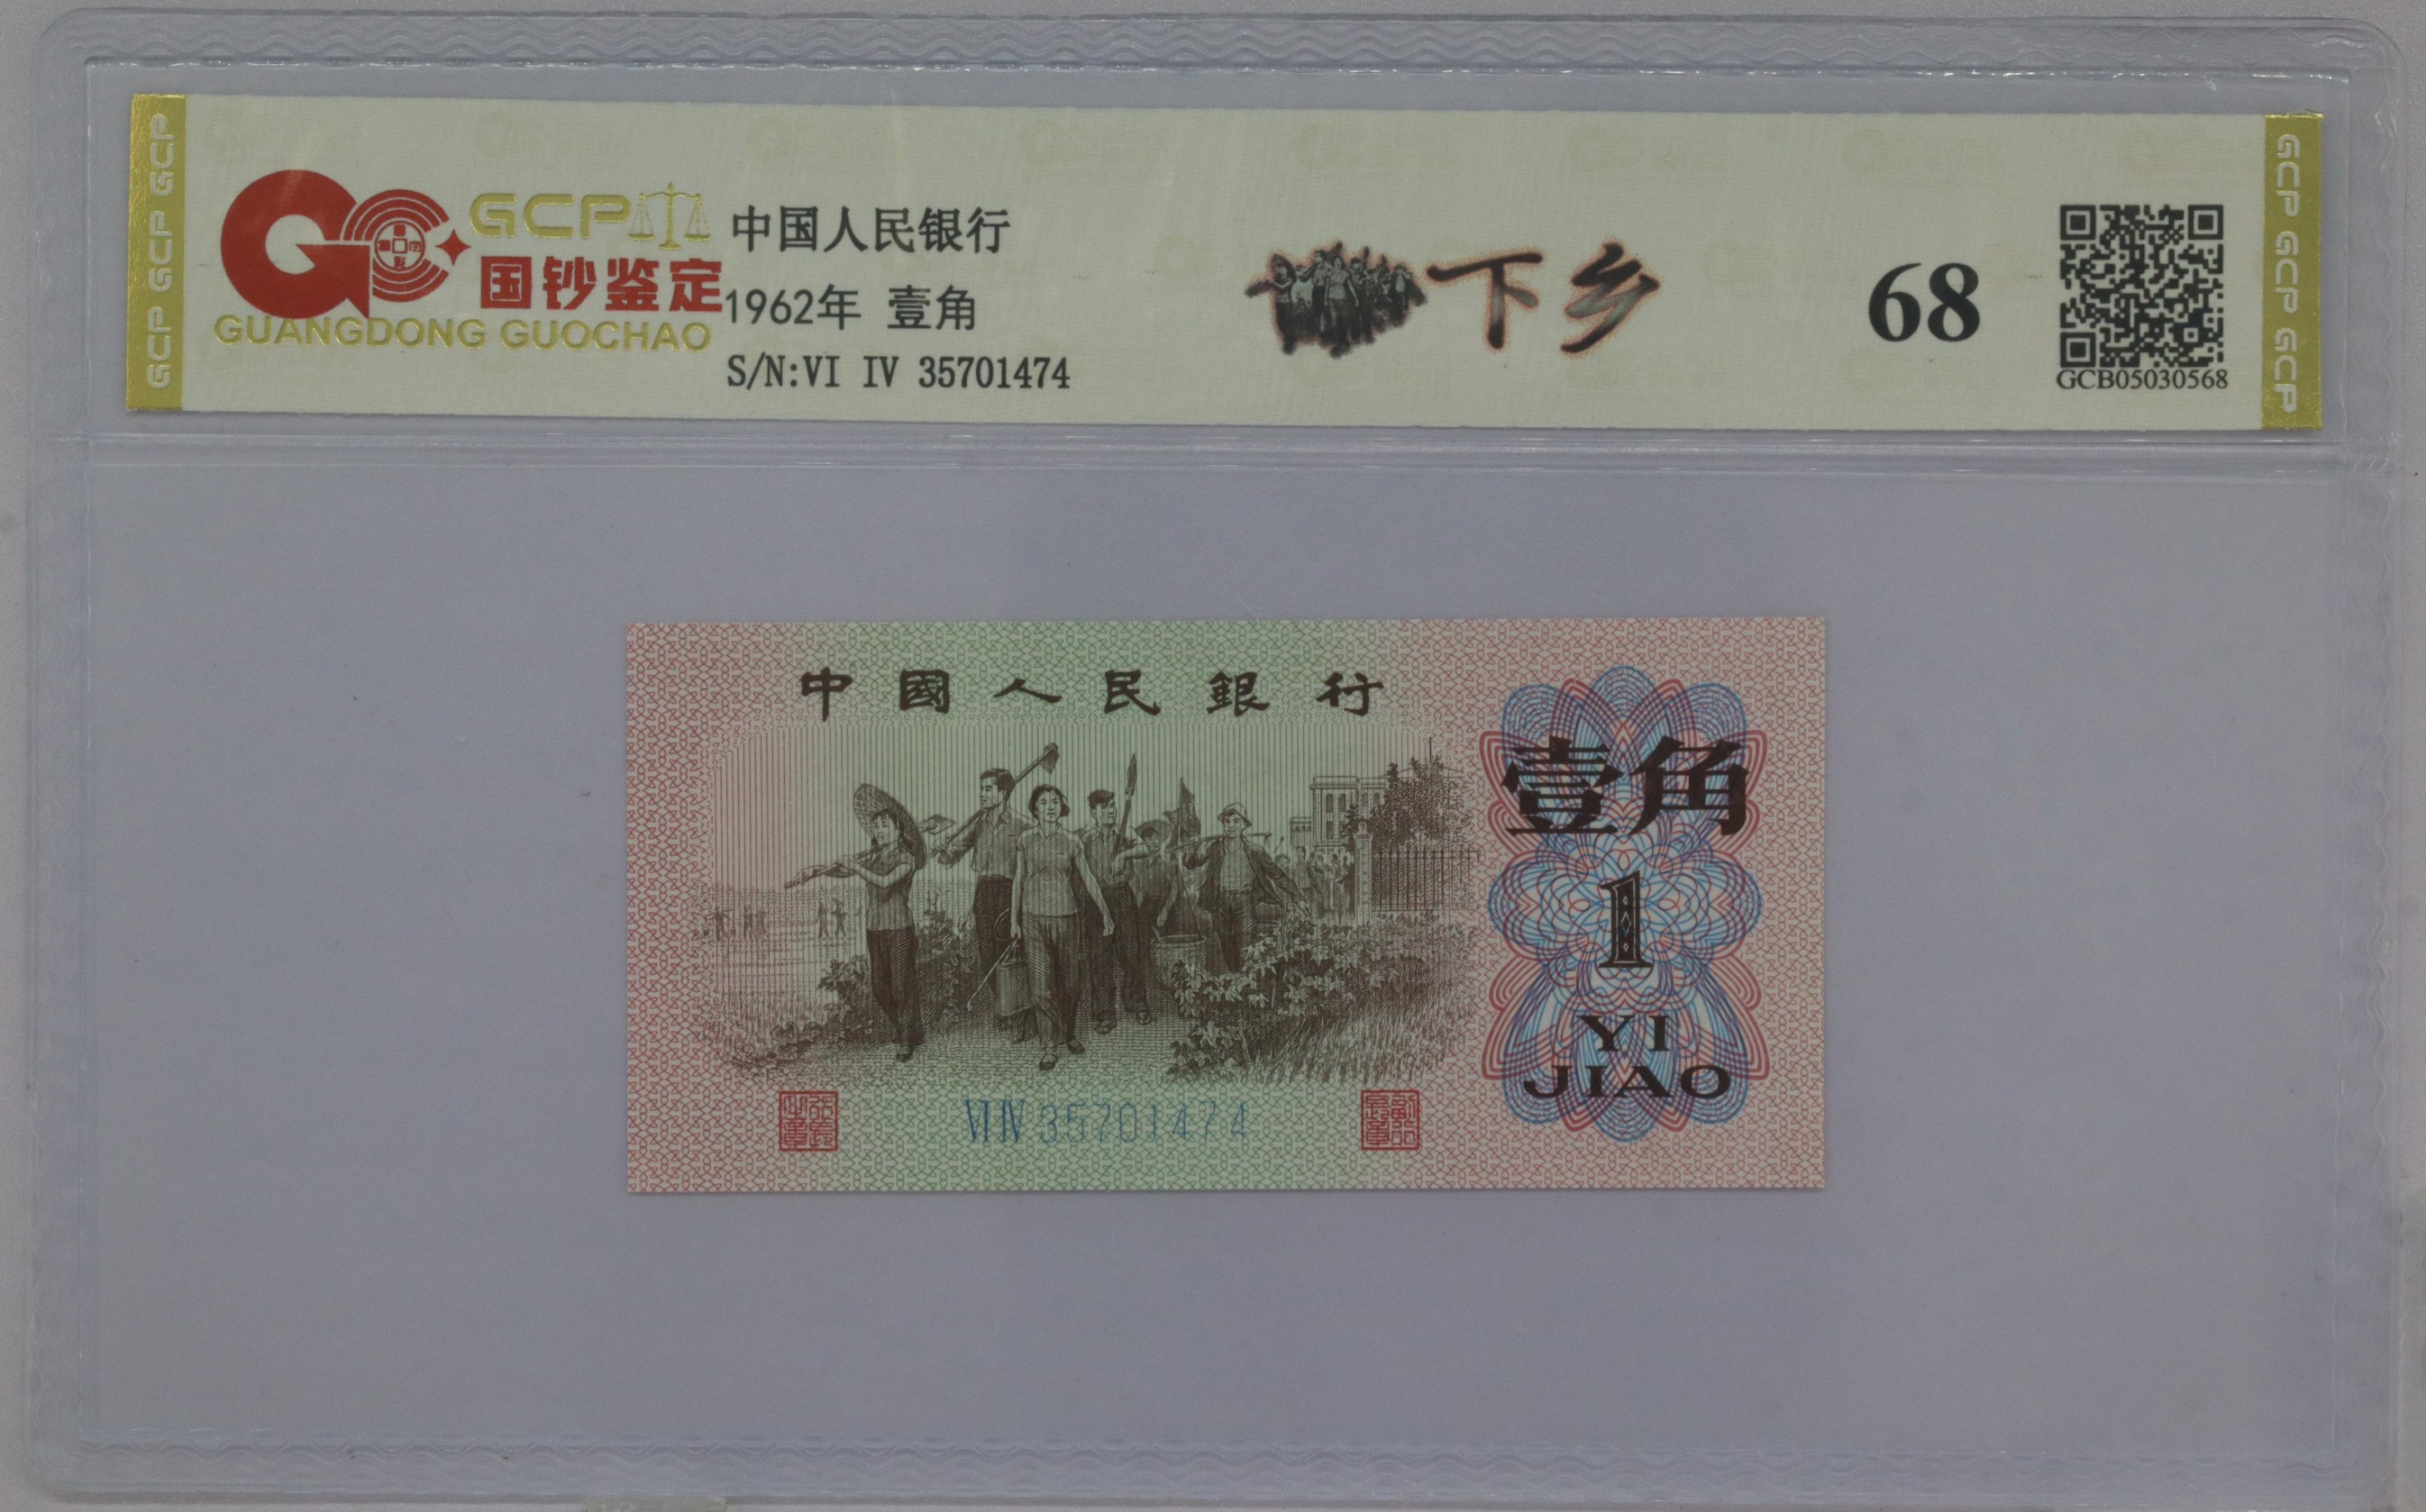 GCP GCP GCP
GCP
国钞鉴定
GUANGDONG GUOCHAO
中国人民银行
1962年 壹角
S/N:VI IV 35701474
下乡
68
GCB05030568
GCP GCP GCP
中國人民銀行
壹角
1
YI
JIAO
VI IV 35701474